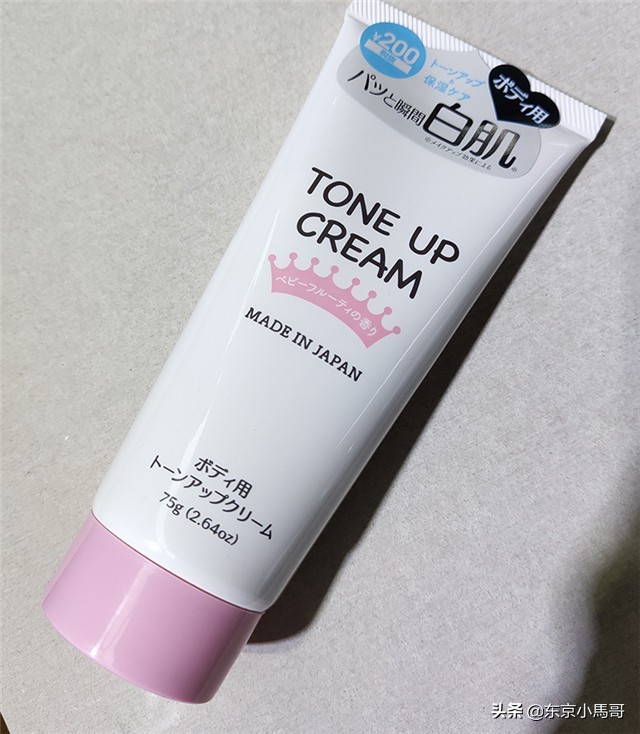 ¥200
トーンアップ
保湿ケア
ボディ用
パッと瞬間
白肌
※メイクアップ効果による
TONE UP
CREAM
ベビーフルーティの香り
MADE IN JAPAN
ボディ用
トーンアップクリーム
75g (2.64oz)
头条 @东京小馬哥